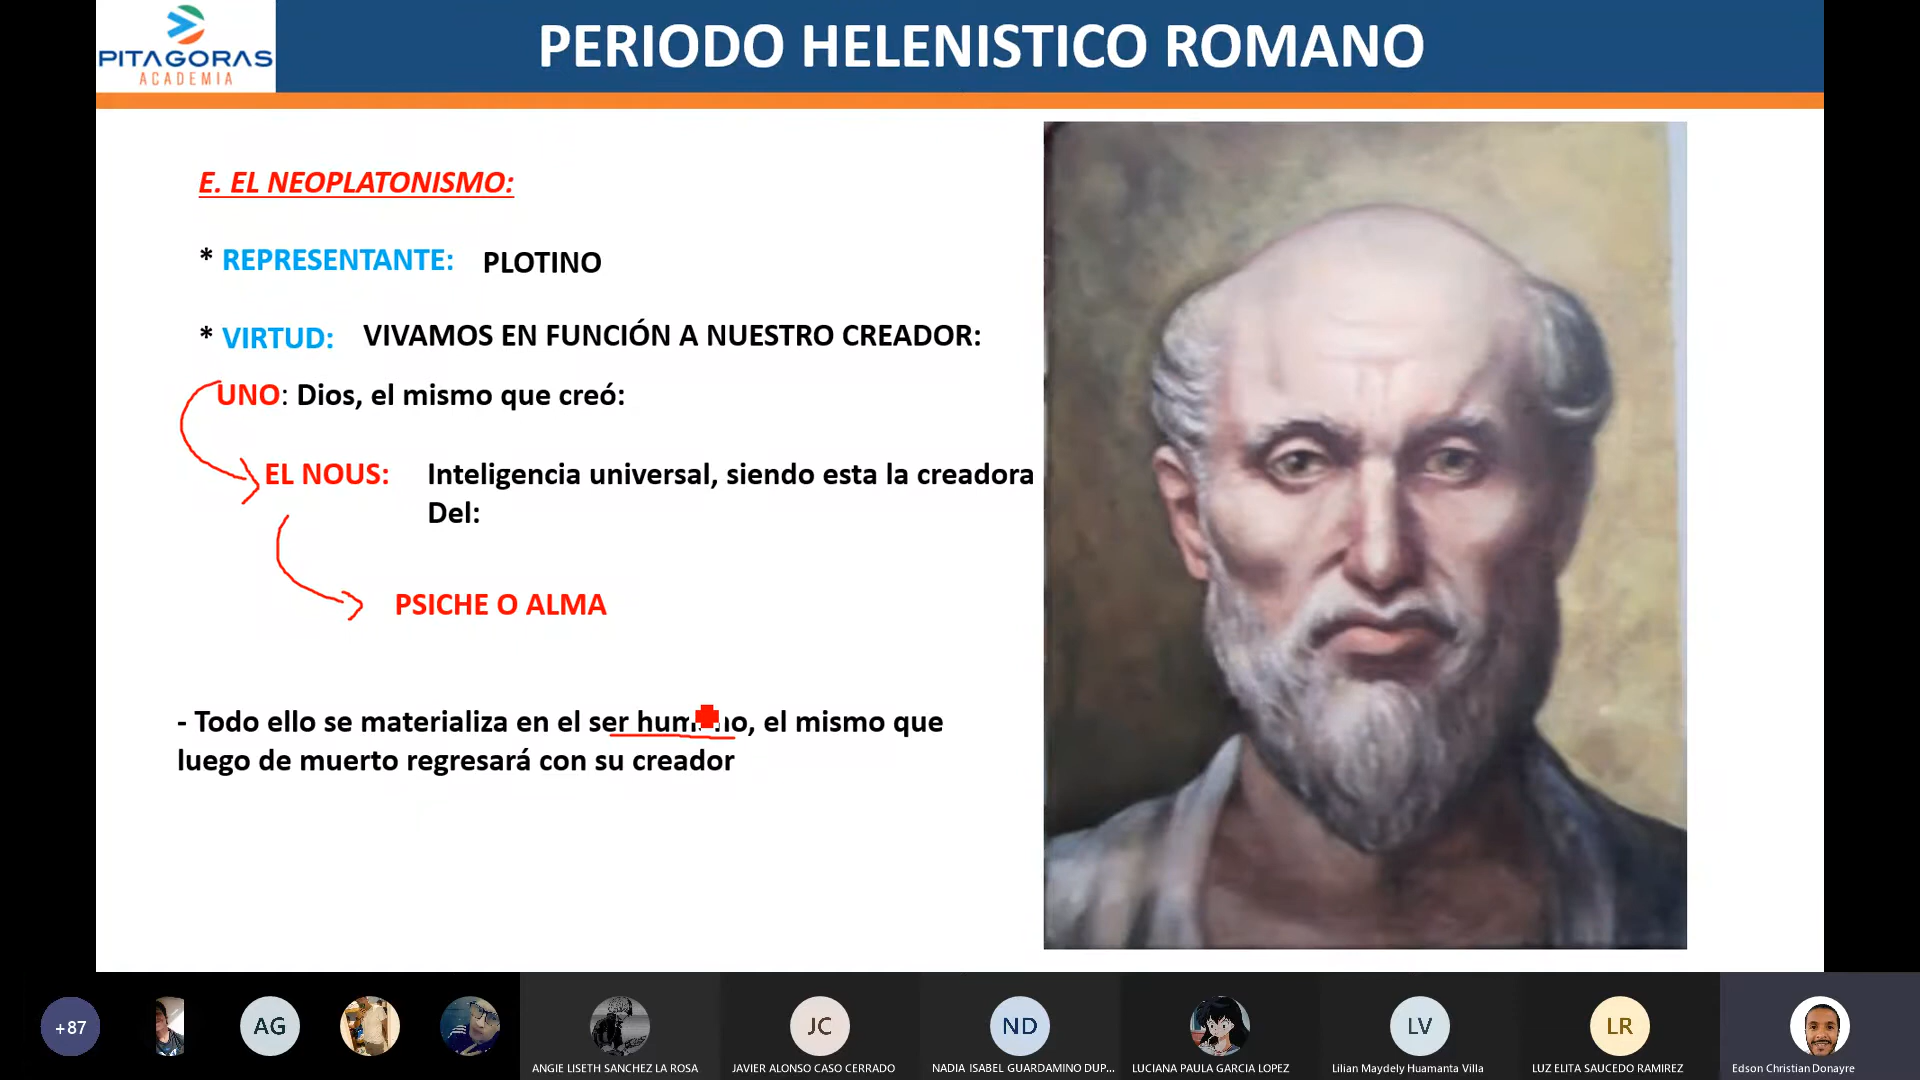 PITAGORAS
ACADEMIA
PERIODO HELENISTICO ROMANO
E. EL NEOPLATONISMO:
* REPRESENTANTE: PLOTINO
* VIRTUD: VIVAMOS EN FUNCIÓN A NUESTRO CREADOR:
UNO: Dios, el mismo que creó:
EL NOUS: Inteligencia universal, siendo esta la creadora
Del:
PSICHE O ALMA
- Todo ello se materializa en el ser humano, el mismo que
luego de muerto regresará con su creador
+87
AG
JC
ND
LV
LR
ANGIE LISETH SANCHEZ LA ROSA
JAVIER ALONSO CASO CERRADO
NADIA ISABEL GUARDAMINO DUP...
LUCIANA PAULA GARCIA LOPEZ
Lilian Maydely Huamanta Villa
LUZ ELITA SAUCEDO RAMIREZ
Edson Christian Donayre